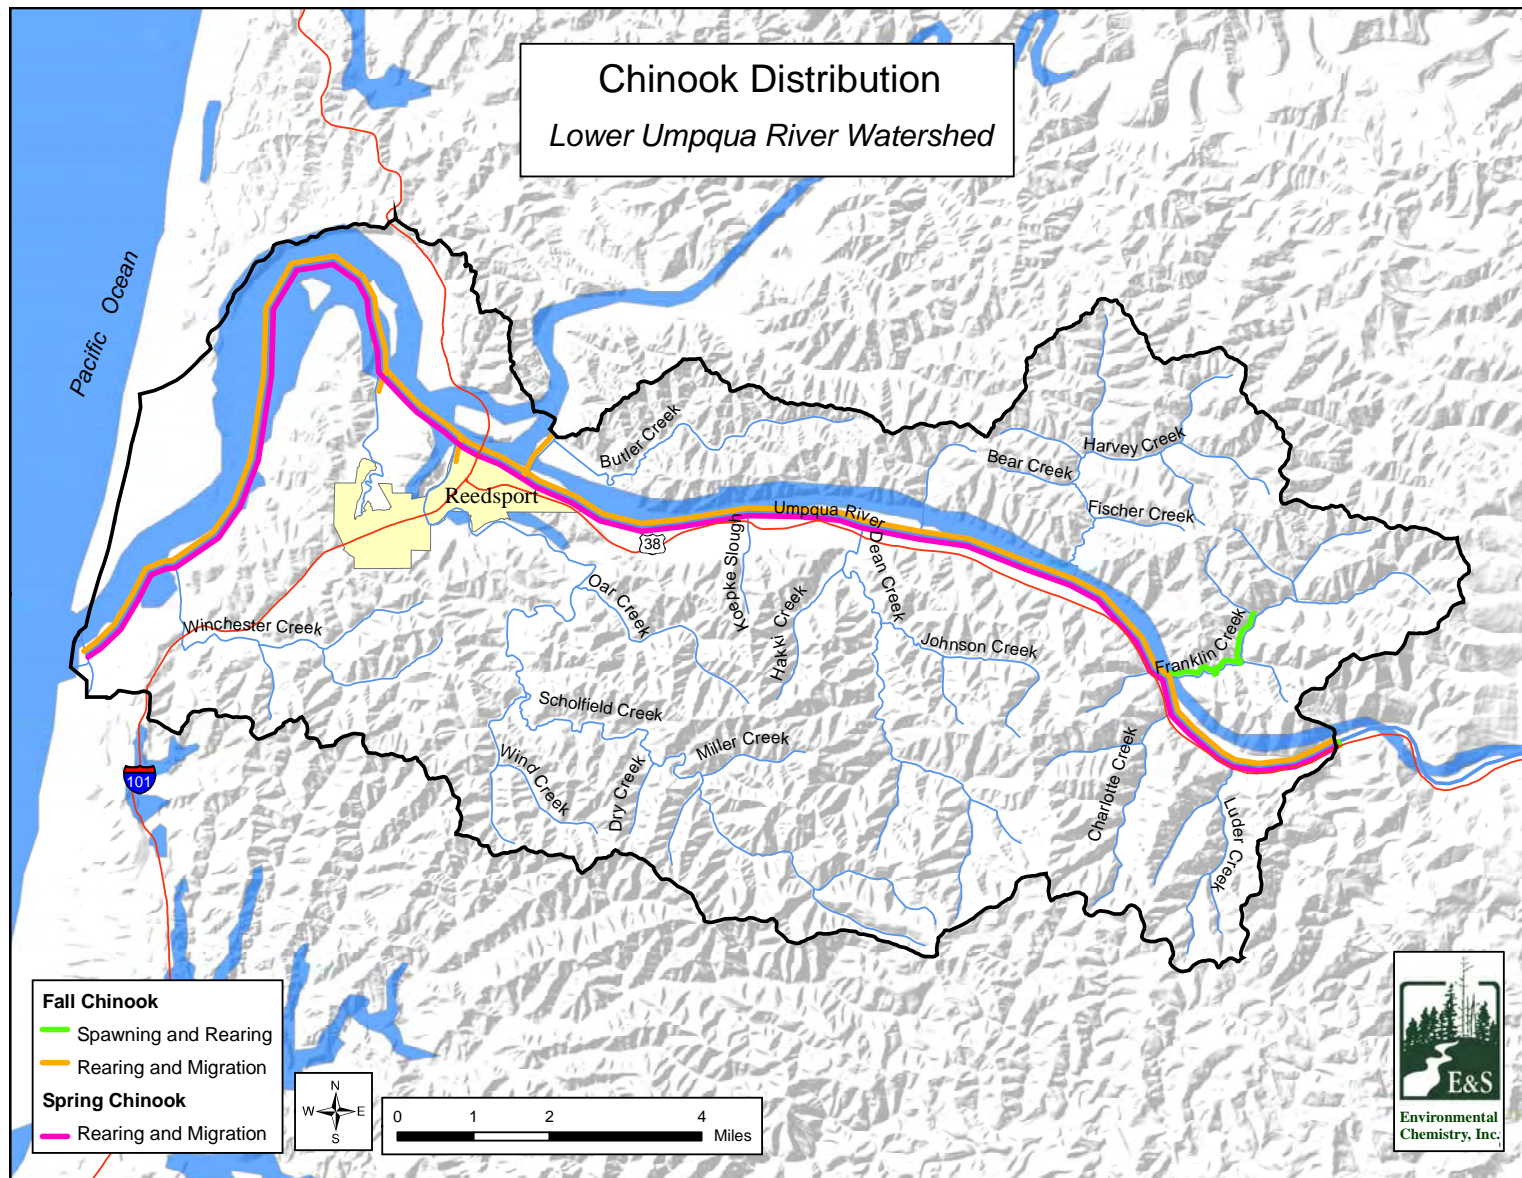 Chinook Distribution
Lower Umpqua River Watershed
Pacific Ocean
Butler Creek
Harvey Creek
Bear Creek
Reedsport
Fischer Creek
Umpqua River
38
Koepke Slough
Dean Creek
Oar Creek
Hakki Creek
Winchester Creek
Johnson Creek
Franklin Creek
Scholfield Creek
Miller Creek
Wind Creek
Dry Creek
Charlotte Creek
101
Luder Creek
Fall Chinook
Spawning and Rearing
Rearing and Migration
Spring Chinook
Rearing and Migration
N
W E
S
0 1 2 4
Miles
E&S
Environmental
Chemistry, Inc.